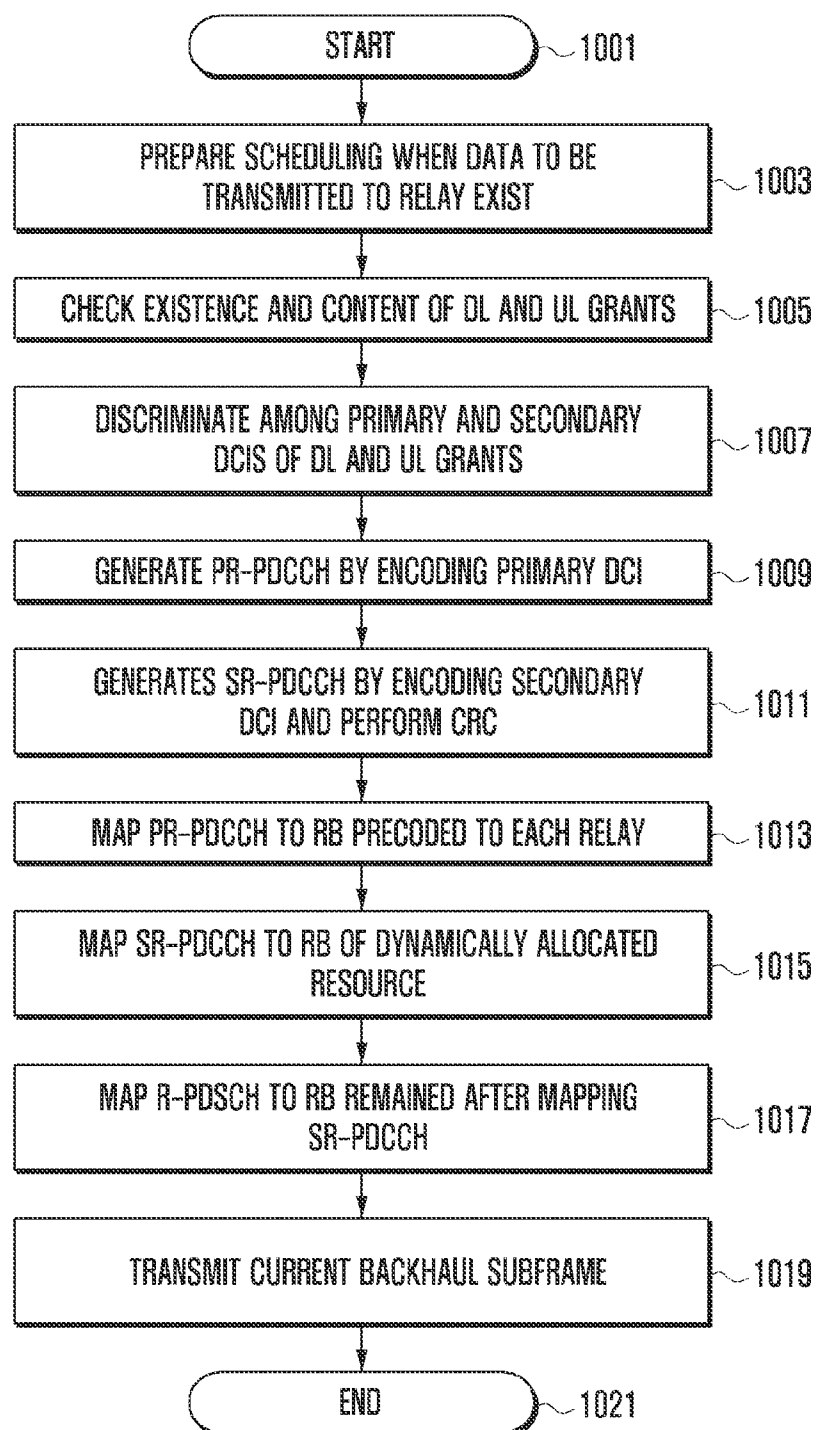 START
1001
PREPARE SCHEDULING WHEN DATA TO BE
TRANSMITTED TO RELAY EXIST
1003
CHECK EXISTENCE AND CONTENT OF DL AND UL GRANTS
1005
DISCRIMINATE AMONG PRIMARY AND SECONDARY
DCIS OF DL AND UL GRANTS
1007
GENERATE PR-PDCCH BY ENCODING PRIMARY DCI
1009
GENERATES SR-PDCCH BY ENCODING SECONDARY
DCI AND PERFORM CRC
1011
MAP PR-PDCCH TO RB PRECODED TO EACH RELAY
1013
MAP SR-PDCCH TO RB OF DYNAMICALLY ALLOCATED
RESOURCE
1015
MAP R-PDSCH TO RB REMAINED AFTER MAPPING
SR-PDCCH
1017
TRANSMIT CURRENT BACKHAUL SUBFRAME
1019
END
1021